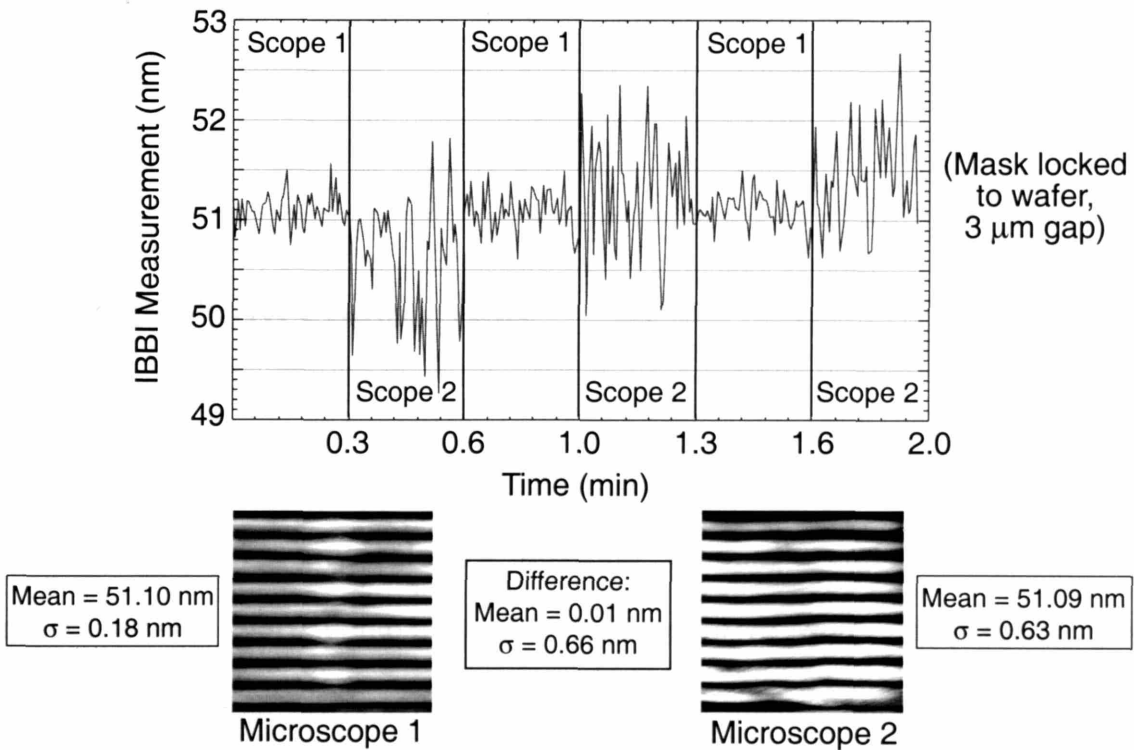 53
52
51
50
49
IBBI Measurement (nm)
Scope 1
Scope 1
Scope 1
Scope 2
Scope 2
Scope 2
(Mask locked
to wafer,
3 μm gap)
0.3
0.6
1.0
1.3
1.6
2.0
Time (min)
Mean = 51.10 nm
σ = 0.18 nm
Difference:
Mean = 0.01 nm
σ = 0.66 nm
Mean = 51.09 nm
σ = 0.63 nm
Microscope 1
Microscope 2